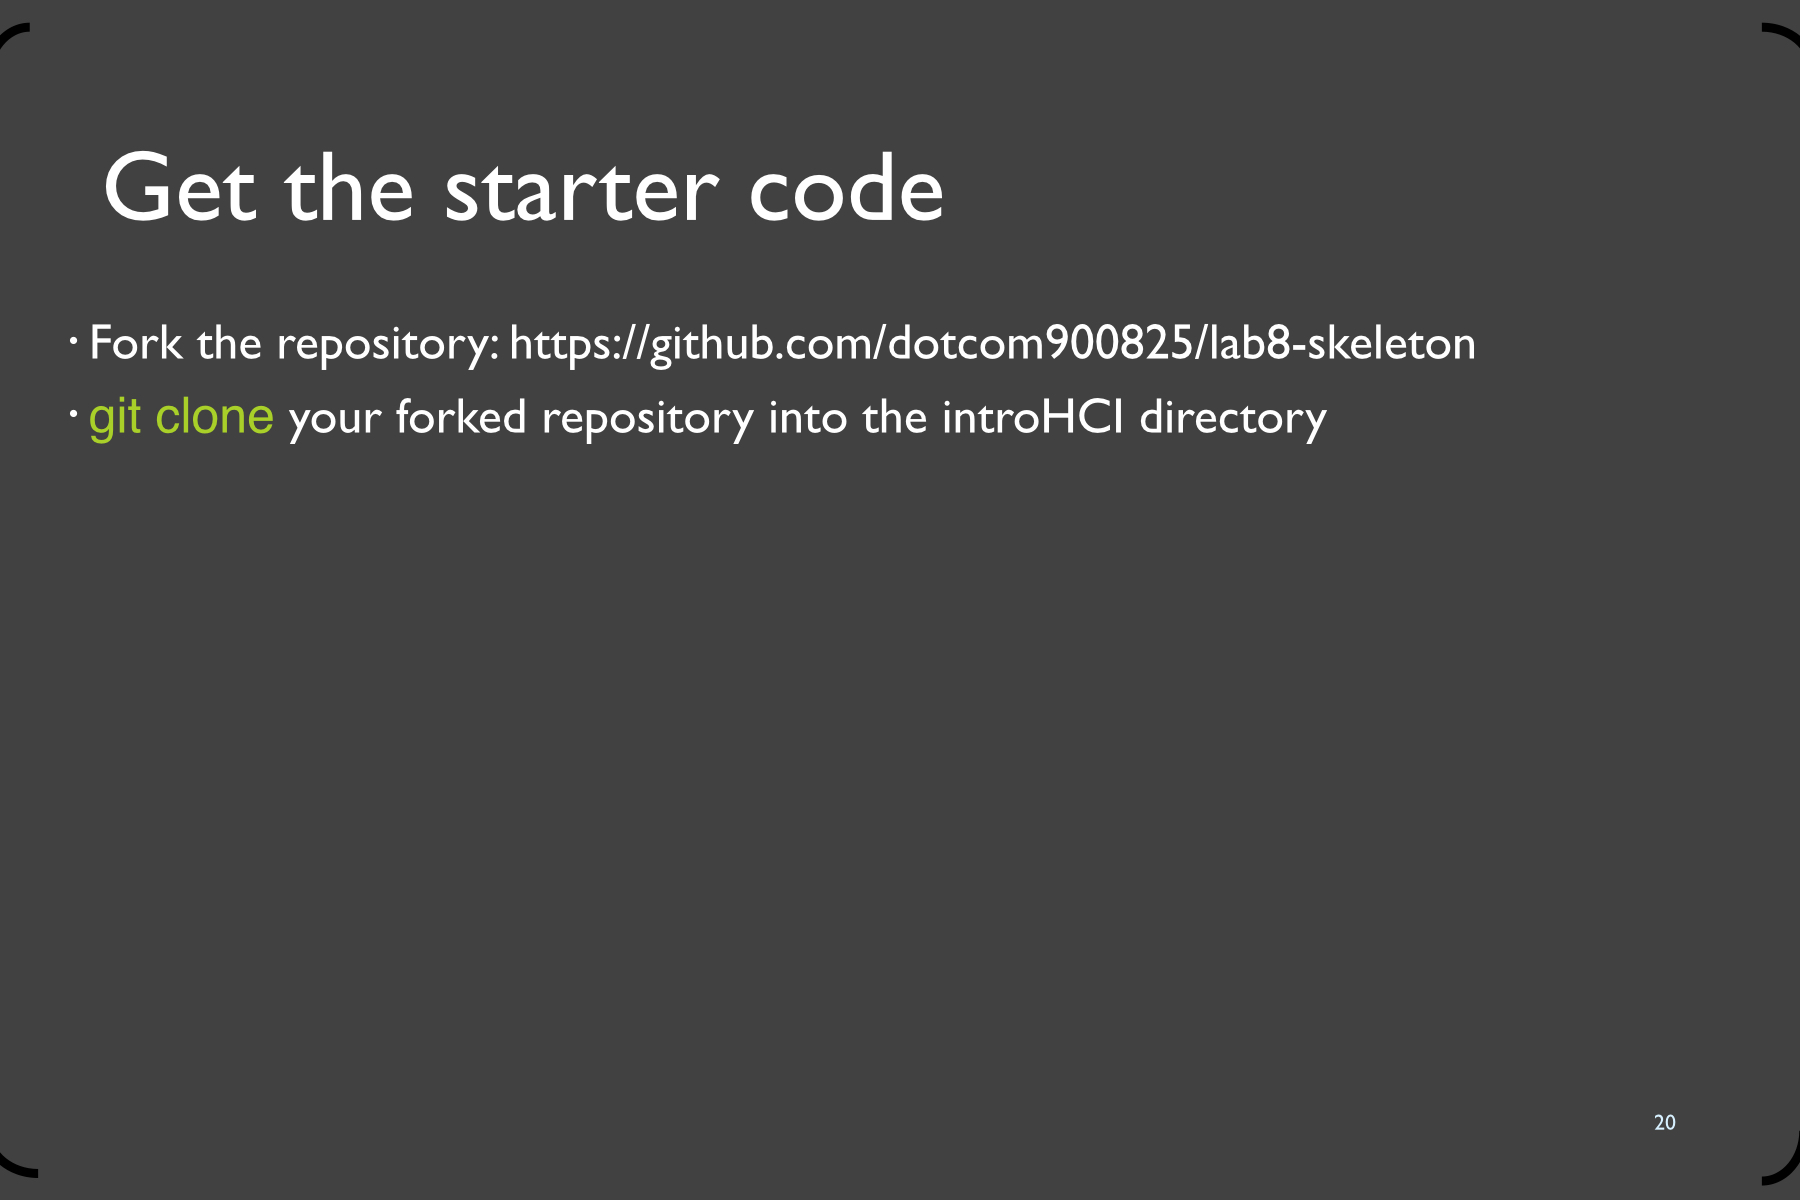 Get the starter code
• Fork the repository: https://github.com/dotcom900825/lab8-skeleton
• git clone your forked repository into the introHCI directory
20